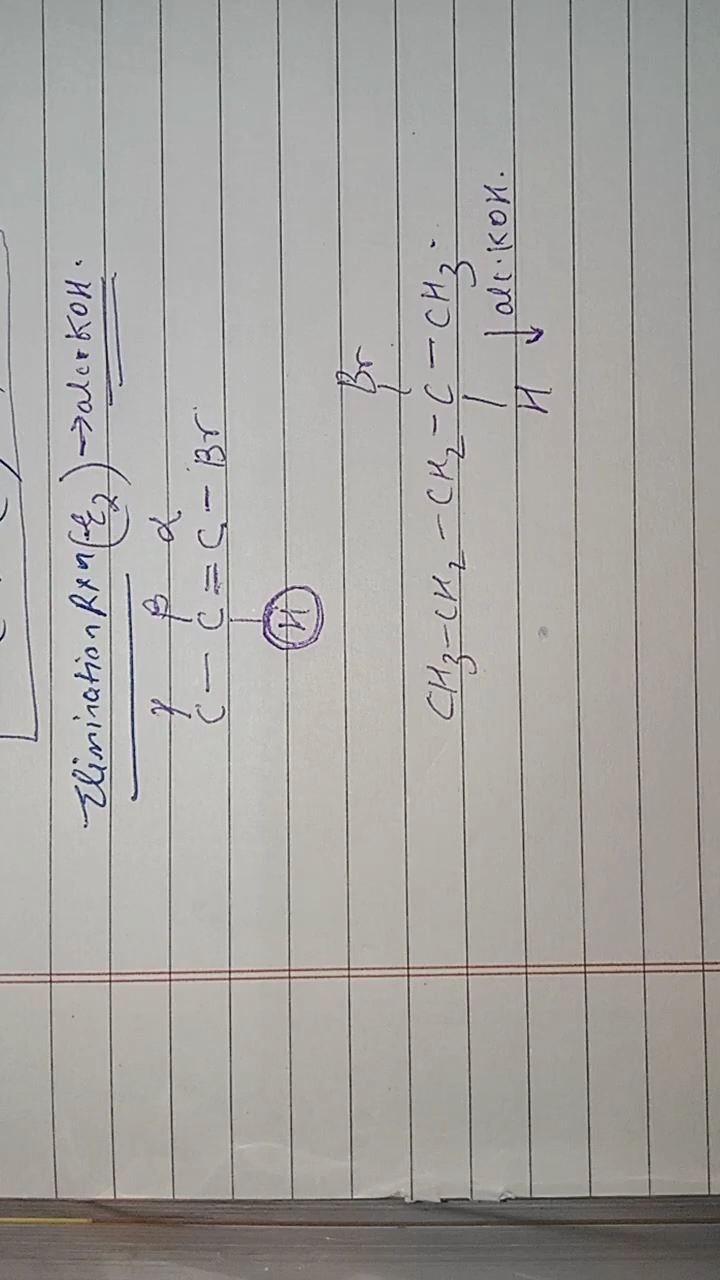 Elimination Rxn (E2) → alc·KOH.
γ β α
C — C = C — Br
H
Br
CH3 — CH2 — CH2 — C — CH3.
H ↓ alc·KOH.